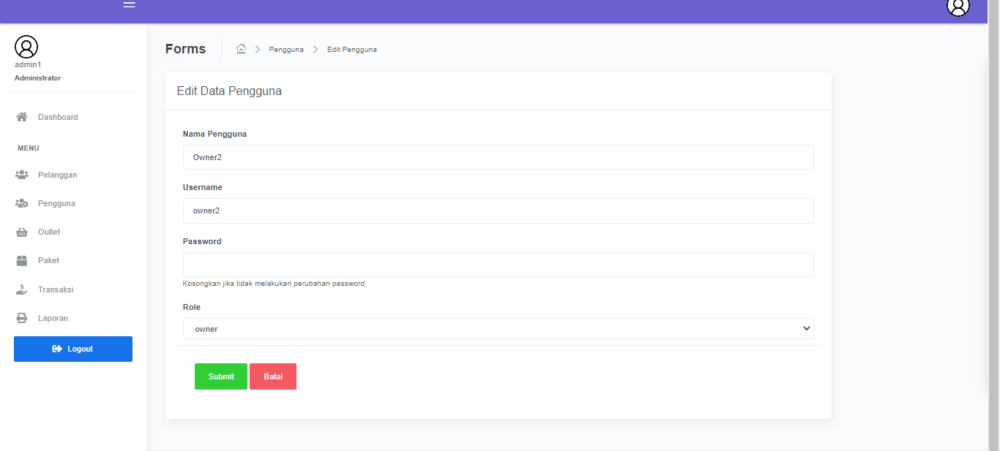 admin1
Administrator
Dashboard
MENU
Pelanggan
Pengguna
Outlet
Paket
Transaksi
Laporan
Logout
Forms
Pengguna
Edit Pengguna
Edit Data Pengguna
Nama Pengguna
Owner2
Username
owner2
Password
Kosongkan jika tidak melakukan perubahan password
Role
owner
Submit
Batal